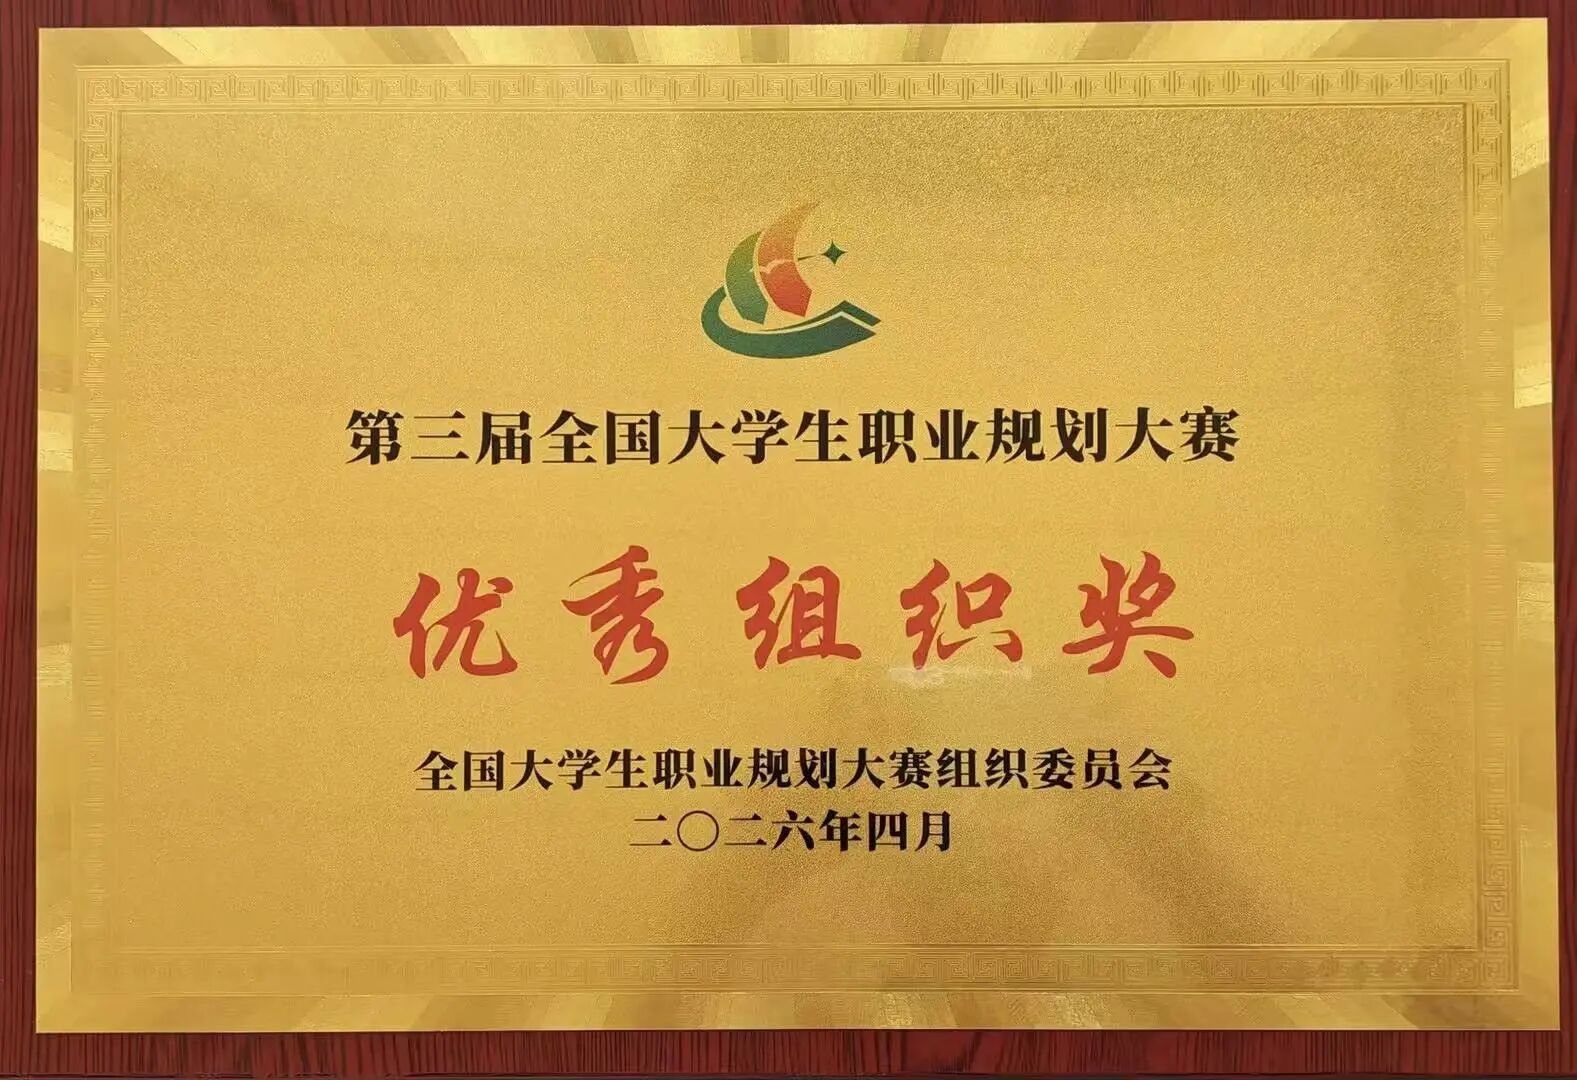 第三届全国大学生职业规划大赛
优秀组织奖
全国大学生职业规划大赛组织委员会
二〇二六年四月